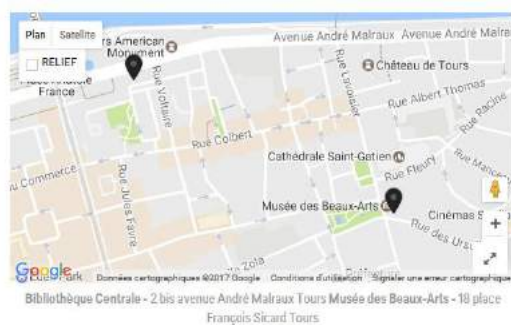 Plan Satellite
rs American
Monument
RELIEF
Avenue André Malraux Avenue André Malra
Château de Tours
France
Rue Voltaire
Rue Lavoisier
Rue Albert Thomas
Rue Racine
Rue Colbert
Cathédrale Saint-Gatien
Rue Fleury
u Commerce
Rue Jules Favre
Musée des Beaux-Arts
Cinémas S
Rue des Urs
Zola
Google
Données cartographiques ©2017 Google Conditions d'utilisation Signaler une erreur cartographique
Bibliothèque Centrale - 2 bis avenue André Malraux Tours Musée des Beaux-Arts - 18 place
François Sicard Tours